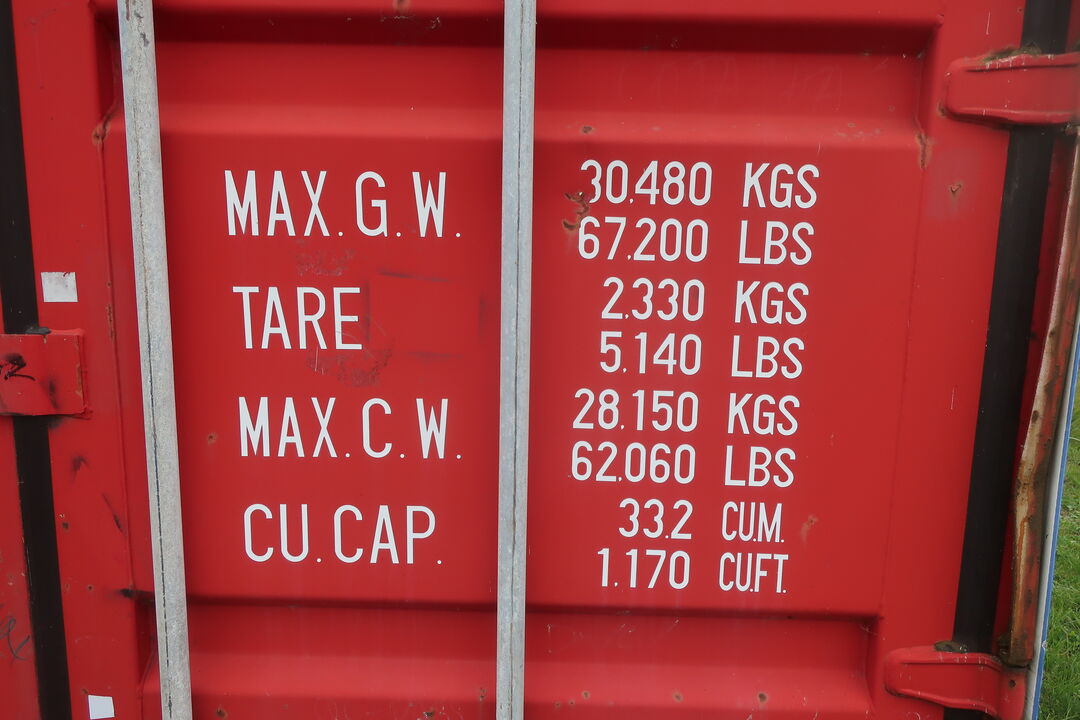 MAX.G.W. 30.480 KGS
67.200 LBS
TARE 2.330 KGS
5.140 LBS
MAX.C.W. 28.150 KGS
62.060 LBS
CU.CAP. 33.2 CU.M.
1.170 CU.FT.